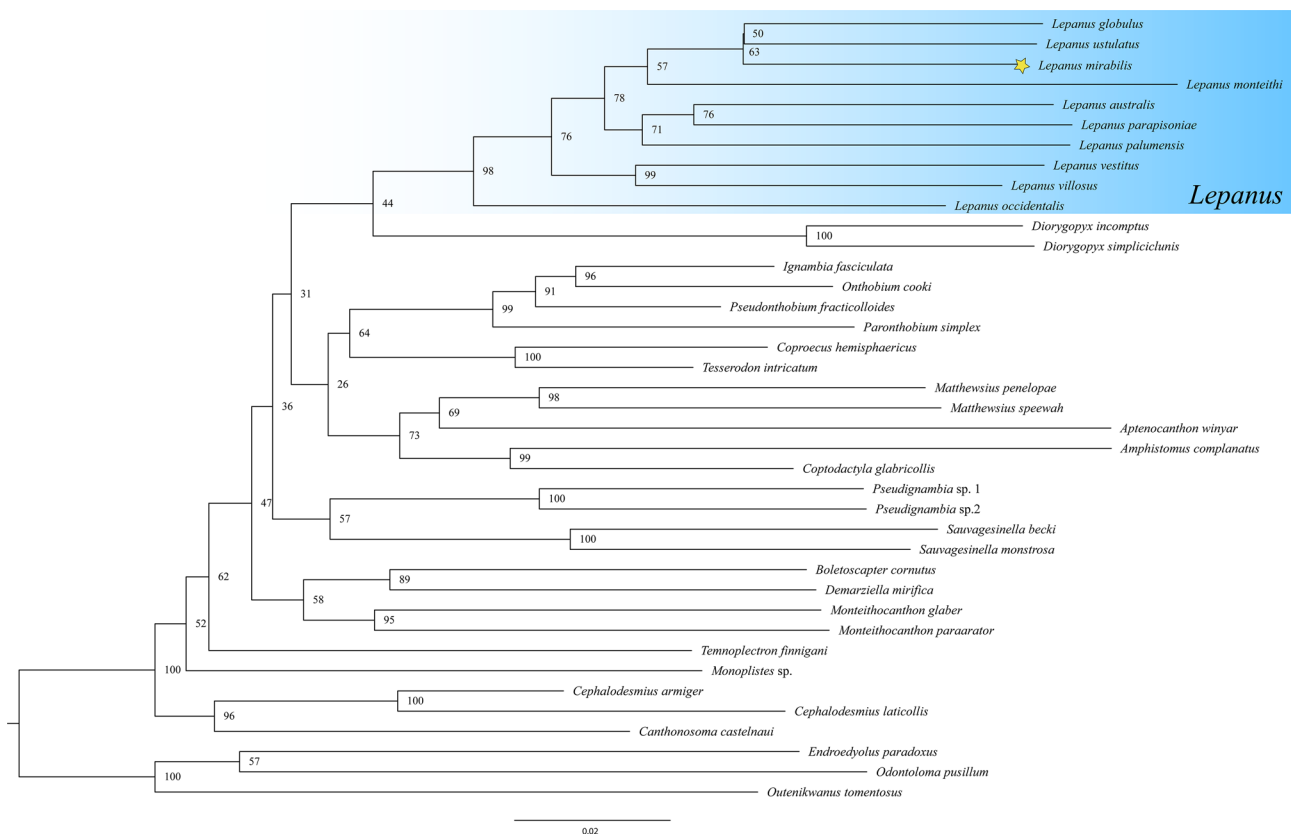 Lepanus globulus
50
Lepanus ustulatus
63
Lepanus mirabilis
57
Lepanus monteithi
78
Lepanus australis
76
Lepanus parapisoniae
71
Lepanus palumensis
76
Lepanus vestitus
99
Lepanus villosus
98
Lepanus
Lepanus occidentalis
44
Diorygopyx incomptus
100
Diorygopyx simpliciclunis
Ignambia fasciculata
96
Onthobium cooki
91
31
Pseudonthobium fracticolloides
99
Paronthobium simplex
64
Coproecus hemisphaericus
100
Tesserodon intricatum
26
Matthewsius penelopae
98
Matthewsius speewah
36
69
Aptenocanthon winyar
73
Amphistomus complanatus
99
Coptodactyla glabricollis
Pseudignambia sp. 1
100
47
Pseudignambia sp.2
57
Sauvagesinella becki
100
Sauvagesinella monstrosa
Boletoscapter cornutus
62
89
Demarziella mirifica
58
Monteithocanthon glaber
95
52
Monteithocanthon paraarator
Temnoplectron finnigani
100
Monoplistes sp.
Cephalodesmius armiger
100
Cephalodesmius laticollis
96
Canthonosoma castelnaui
Endroedyolus paradoxus
57
Odontoloma pusillum
100
Outenikwanus tomentosus
0.02